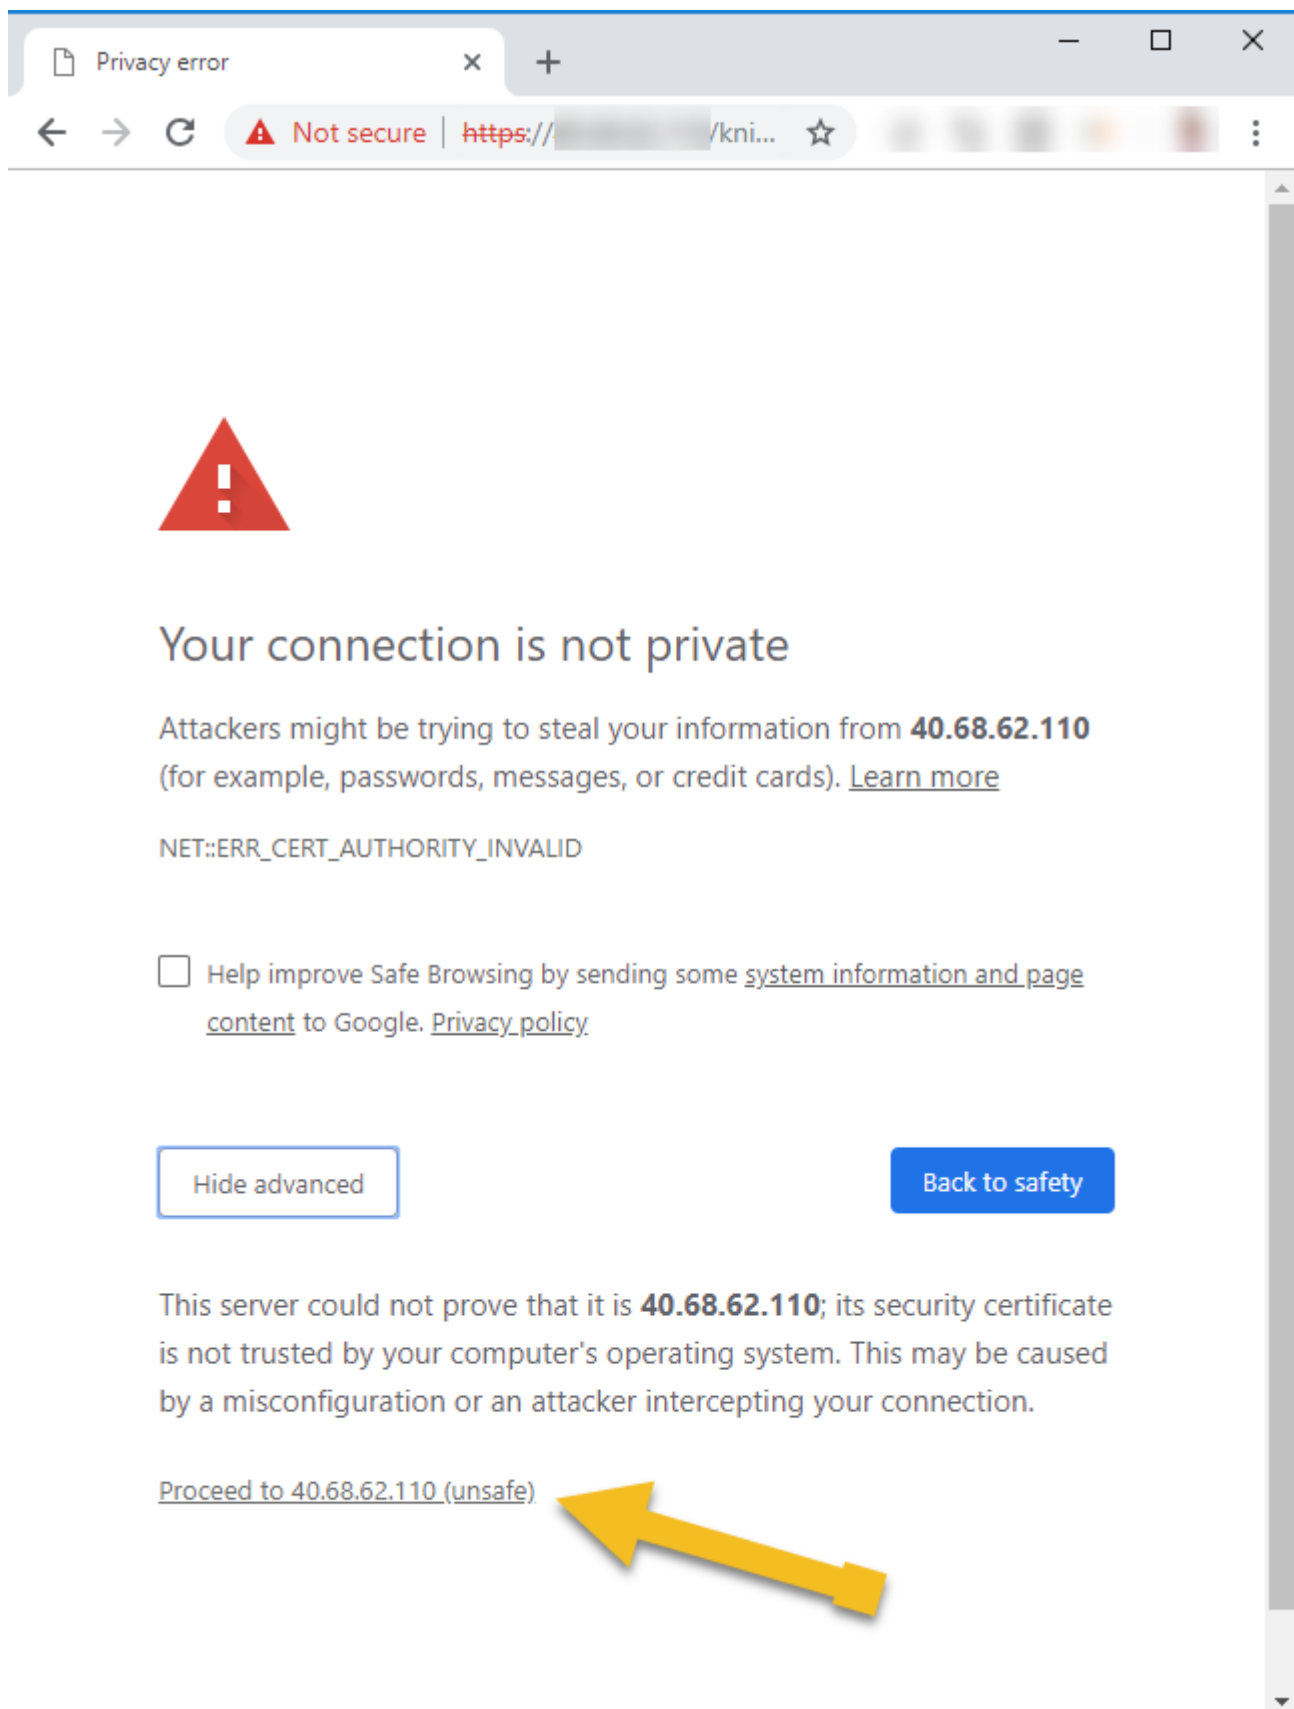 Privacy error
Not secure | https:// /kni...
Your connection is not private
Attackers might be trying to steal your information from 40.68.62.110
(for example, passwords, messages, or credit cards). Learn more
NET::ERR_CERT_AUTHORITY_INVALID
Help improve Safe Browsing by sending some system information and page
content to Google. Privacy policy
Hide advanced
Back to safety
This server could not prove that it is 40.68.62.110; its security certificate
is not trusted by your computer's operating system. This may be caused
by a misconfiguration or an attacker intercepting your connection.
Proceed to 40.68.62.110 (unsafe)